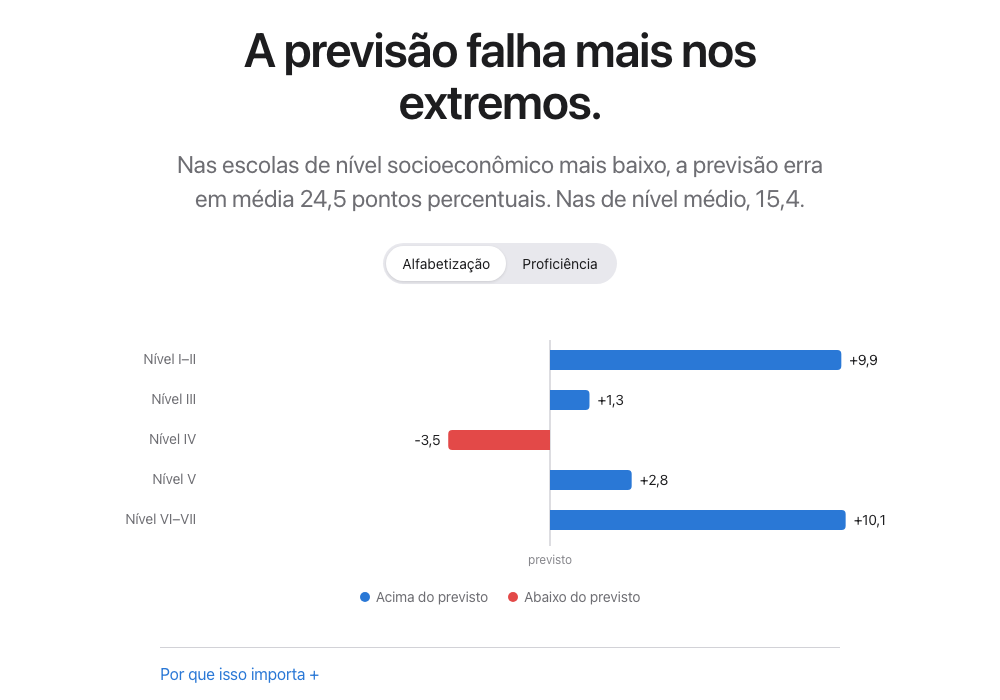 A previsão falha mais nos
extremos.
Nas escolas de nível socioeconômico mais baixo, a previsão erra
em média 24,5 pontos percentuais. Nas de nível médio, 15,4.
Alfabetização Proficiência
Nível I–II +9,9
Nível III +1,3
Nível IV -3,5
Nível V +2,8
Nível VI–VII +10,1
previsto
Acima do previsto Abaixo do previsto
Por que isso importa +